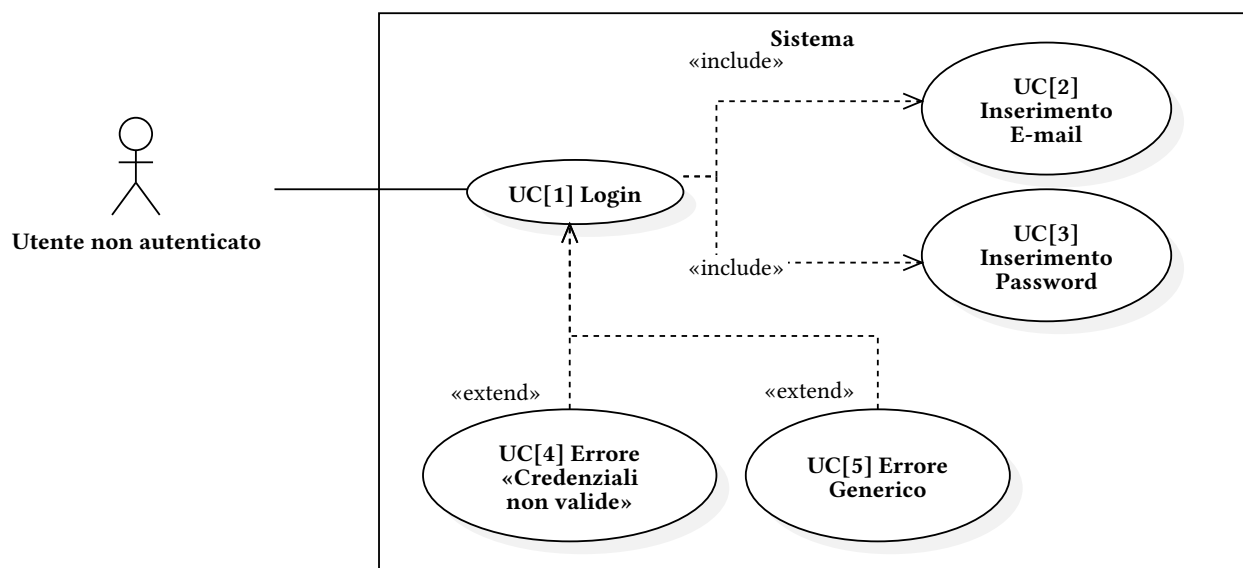 Sistema
«include»
UC[2]
Inserimento
E-mail
UC[1] Login
Utente non autenticato
UC[3]
Inserimento
Password
«include»
«extend»
«extend»
UC[4] Errore
«Credenziali
non valide»
UC[5] Errore
Generico